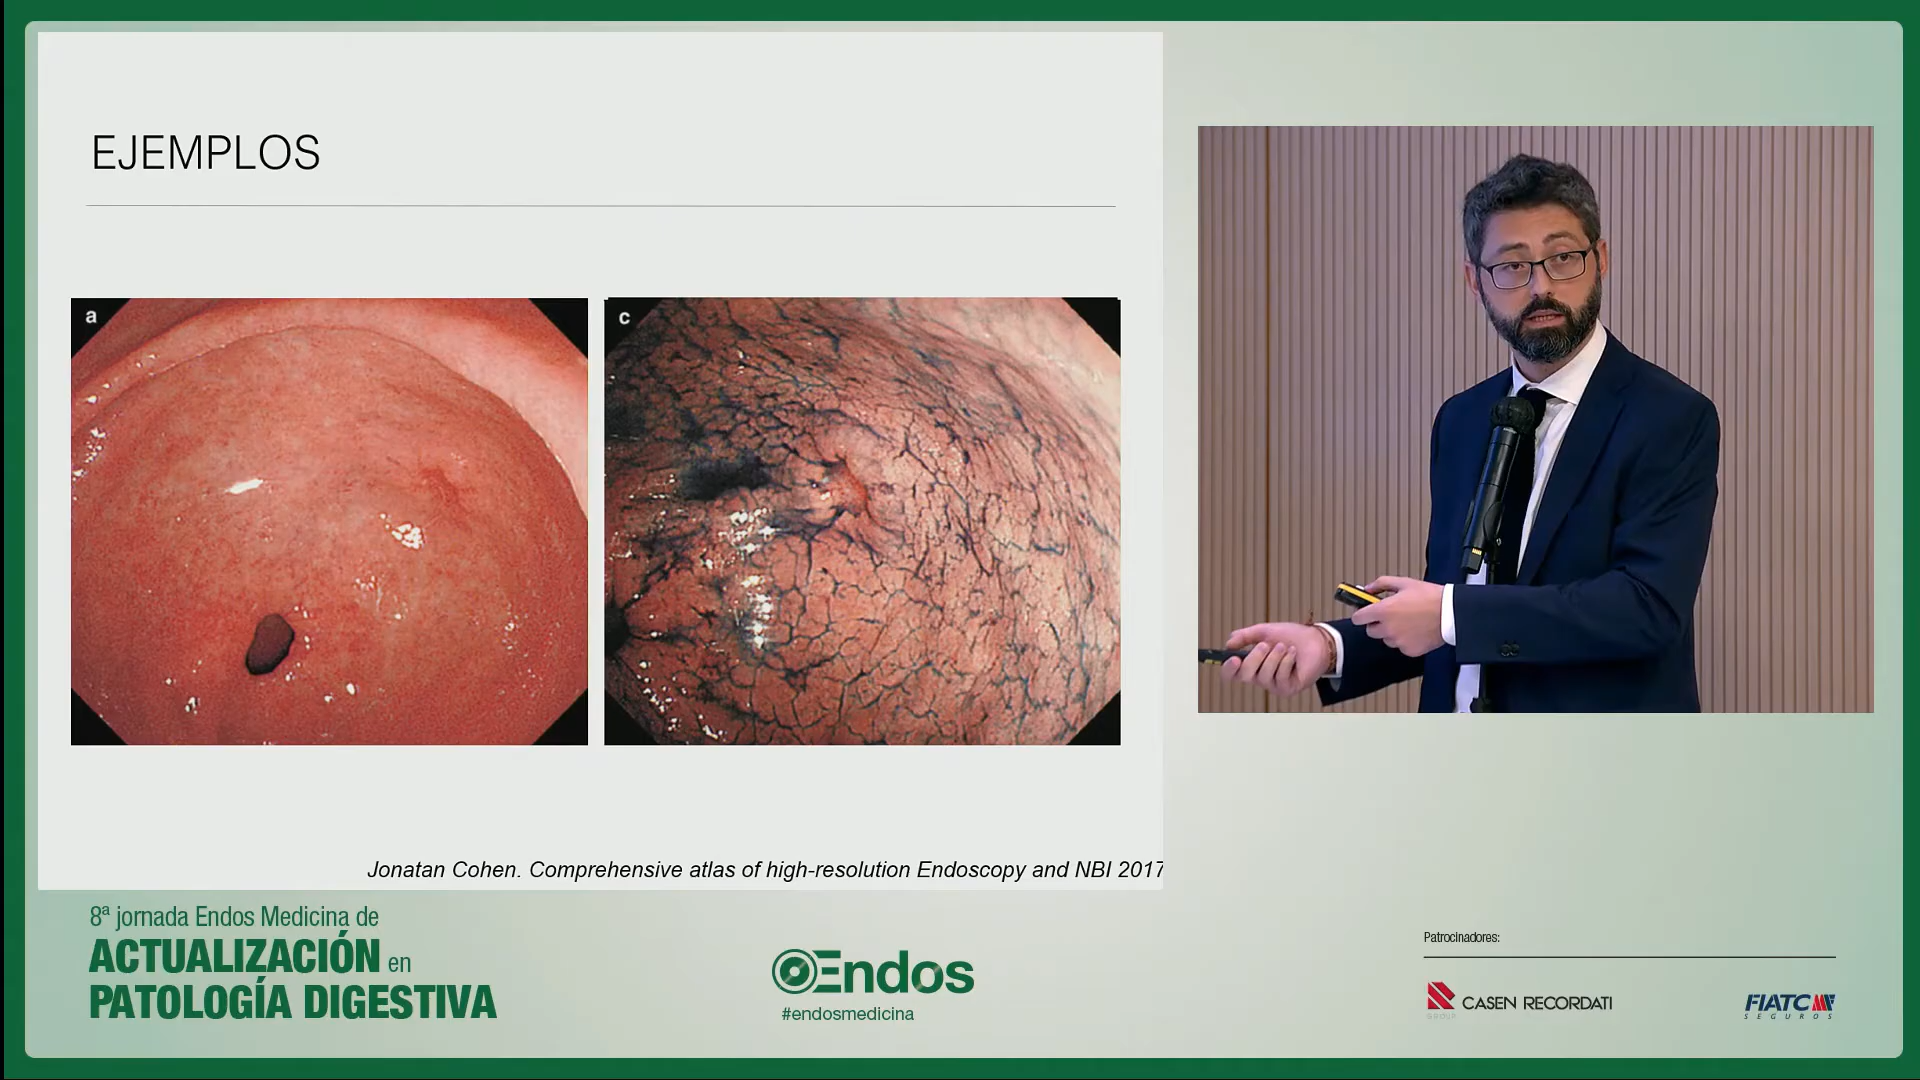 EJEMPLOS
a
c
Jonatan Cohen. Comprehensive atlas of high-resolution Endoscopy and NBI 2017
8ª jornada Endos Medicina de
ACTUALIZACIÓN en
PATOLOGÍA DIGESTIVA
Endos
#endosmedicina
Patrocinadores:
GROUP
CASEN RECORDATI
FIATC
SEGUROS